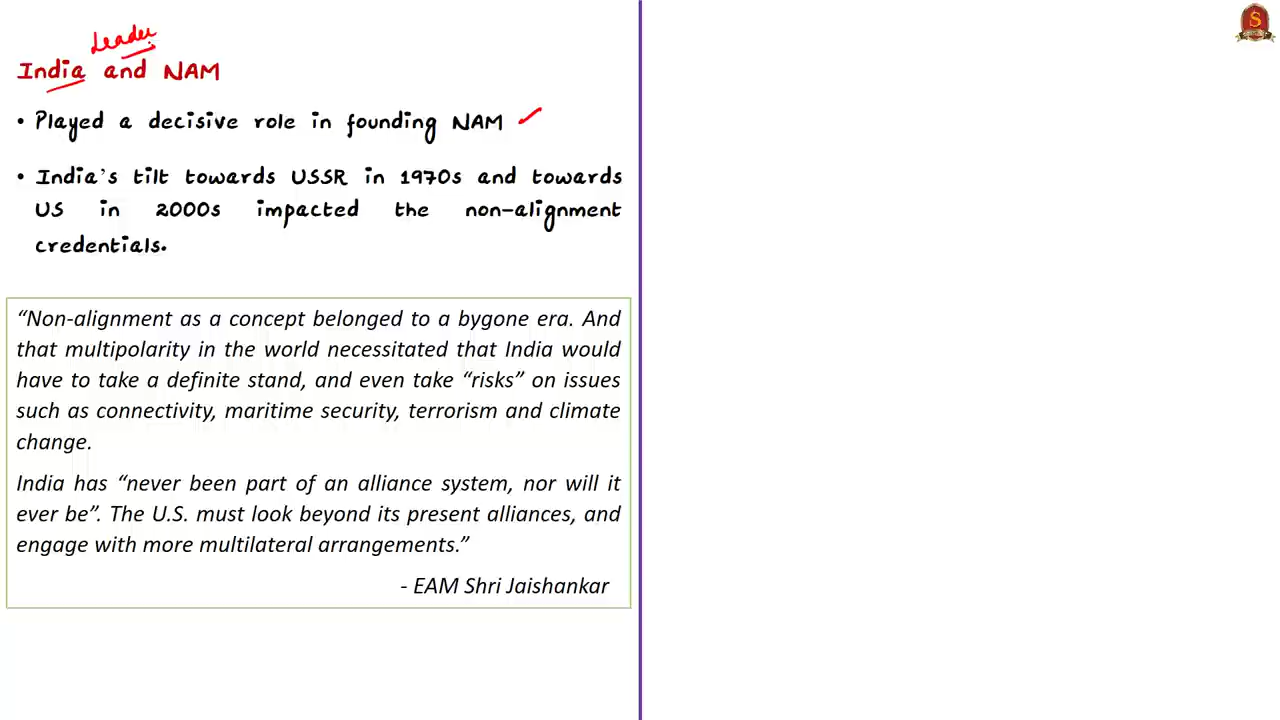 Leader
India and NAM
• Played a decisive role in founding NAM
• India's tilt towards USSR in 1970s and towards
US in 2000s impacted the non-alignment
credentials.
“Non-alignment as a concept belonged to a bygone era. And
that multipolarity in the world necessitated that India would
have to take a definite stand, and even take “risks” on issues
such as connectivity, maritime security, terrorism and climate
change.
India has “never been part of an alliance system, nor will it
ever be”. The U.S. must look beyond its present alliances, and
engage with more multilateral arrangements.”
- EAM Shri Jaishankar
S